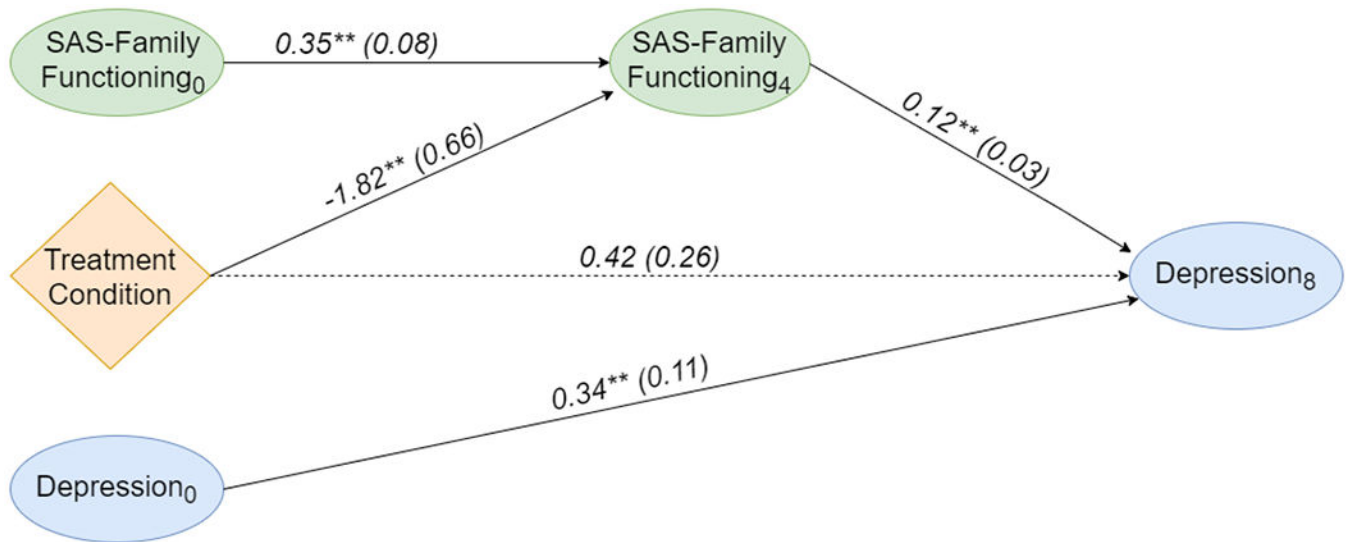 SAS-Family
Functioning0
0.35** (0.08)
SAS-Family
Functioning4
-1.82** (0.66)
0.12** (0.03)
Treatment
Condition
0.42 (0.26)
Depression8
0.34** (0.11)
Depression0